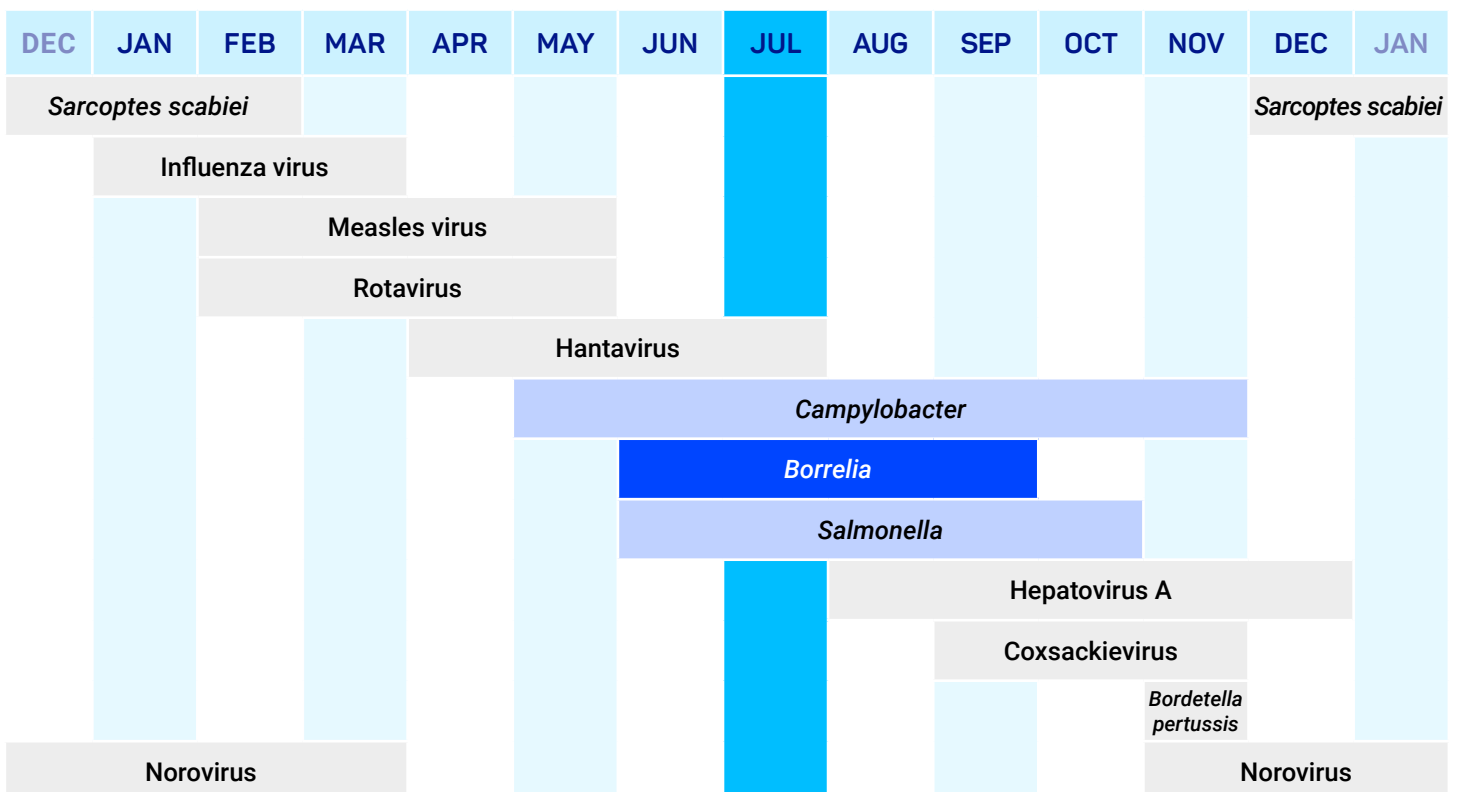 DEC JAN FEB MAR APR MAY JUN JUL AUG SEP OCT NOV DEC JAN
Sarcoptes scabiei Sarcoptes scabiei
Influenza virus
Measles virus
Rotavirus
Hantavirus
Campylobacter
Borrelia
Salmonella
Hepatovirus A
Coxsackievirus
Bordetella
pertussis
Norovirus Norovirus